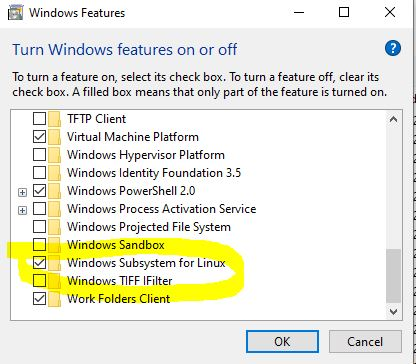 Windows Features
Turn Windows features on or off
To turn a feature on, select its check box. To turn a feature off, clear its
check box. A filled box means that only part of the feature is turned on.
TFTP Client
Virtual Machine Platform
Windows Hypervisor Platform
Windows Identity Foundation 3.5
Windows PowerShell 2.0
Windows Process Activation Service
Windows Projected File System
Windows Sandbox
Windows Subsystem for Linux
Windows TIFF IFilter
Work Folders Client
OK
Cancel